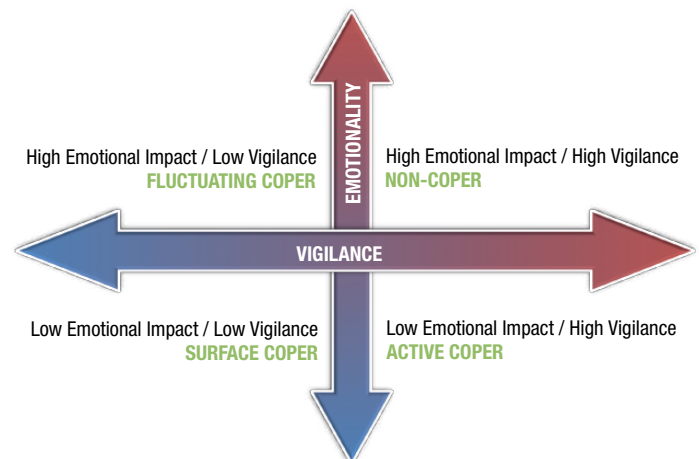 EMOTIONALITY
High Emotional Impact / Low Vigilance
FLUCTUATING COPER
High Emotional Impact / High Vigilance
NON-COPER
VIGILANCE
Low Emotional Impact / Low Vigilance
SURFACE COPER
Low Emotional Impact / High Vigilance
ACTIVE COPER